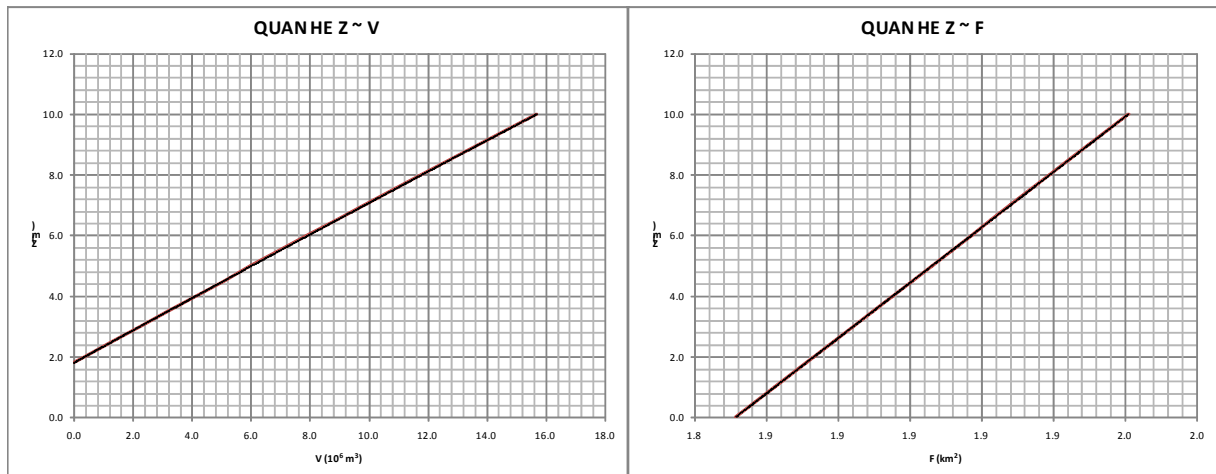 QUAN HE Z ~ V
12.0
10.0
8.0
6.0
4.0
2.0
0.0
Z(m)
0.0 2.0 4.0 6.0 8.0 10.0 12.0 14.0 16.0 18.0
V (10⁶ m³)
QUAN HE Z ~ F
12.0
10.0
8.0
6.0
4.0
2.0
0.0
Z(m)
1.8 1.9 1.9 1.9 1.9 1.9 2.0 2.0
F (km²)